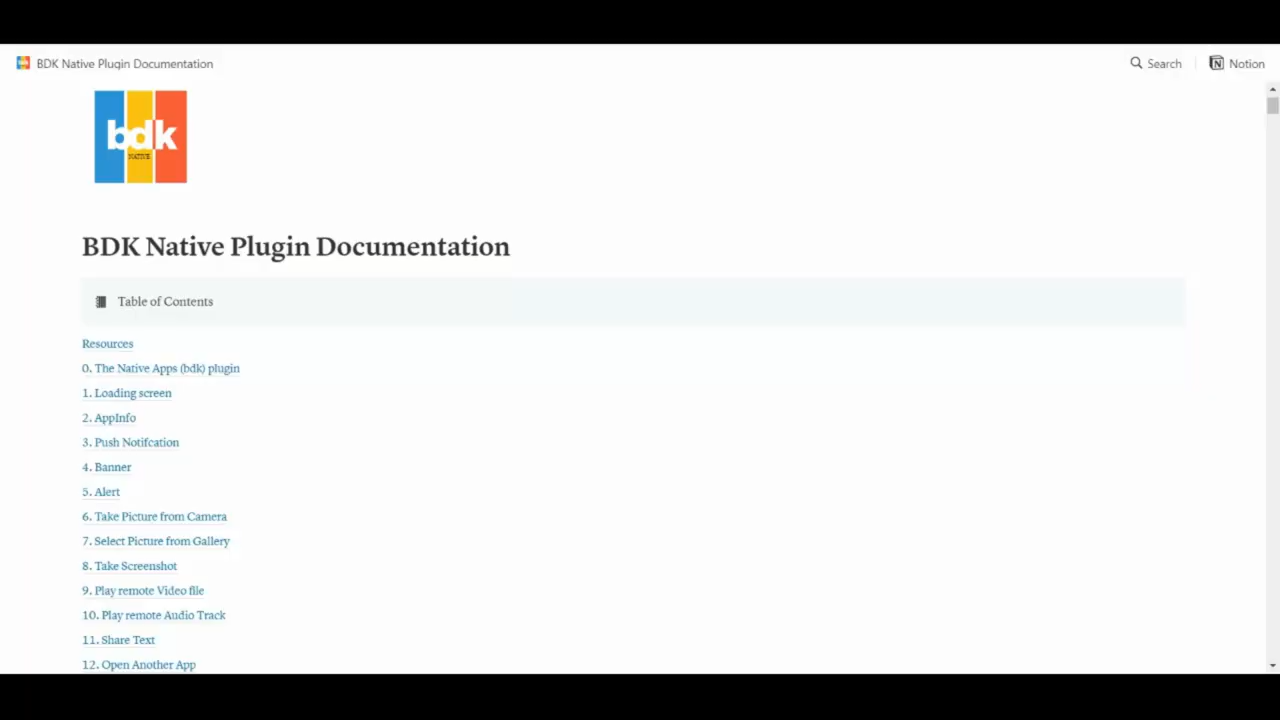 BDK Native Plugin Documentation
Search
Notion
bdk
NATIVE
BDK Native Plugin Documentation
Table of Contents
Resources
0. The Native Apps (bdk) plugin
1. Loading screen
2. AppInfo
3. Push Notifcation
4. Banner
5. Alert
6. Take Picture from Camera
7. Select Picture from Gallery
8. Take Screenshot
9. Play remote Video file
10. Play remote Audio Track
11. Share Text
12. Open Another App